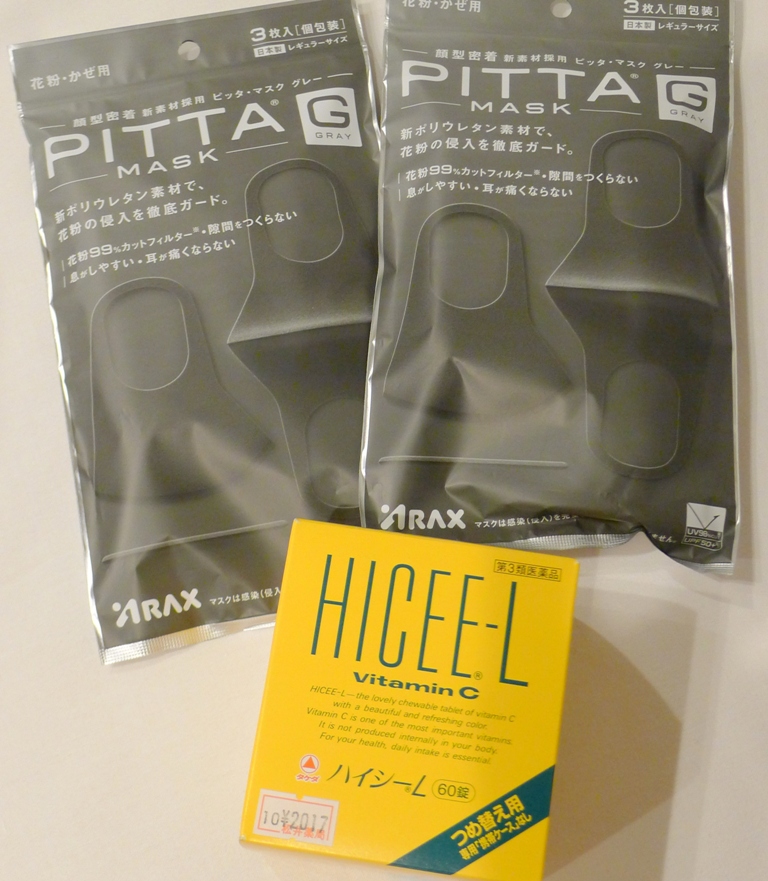 3枚入[個包装]
花粉・かぜ用
日本製 レギュラーサイズ
顔型密着 新素材採用 ピッタ・マスク グレー
PITTA® G
MASK GRAY
新ポリウレタン素材で、
花粉の侵入を徹底ガード。
花粉99%カットフィルター※・隙間をつくらない
息がしやすい・耳が痛くならない
ARAX
マスクは感染(侵入
花粉・かぜ用
3枚入[個包装]
日本製 レギュラーサイズ
顔型密着 新素材採用 ピッタ・マスク グレー
PITTA® G
MASK GRAY
新ポリウレタン素材で、
花粉の侵入を徹底ガード。
花粉99%カットフィルター※・隙間をつくらない
息がしやすい・耳が痛くならない
ARAX
マスクは感染(侵入)を完
ません。
第3類医薬品
HICEE-L®
Vitamin C
HICEE-L—the lovely chewable tablet of vitamin C
with a beautiful and refreshing color.
Vitamin C is one of the most important vitamins.
It is not produced internally in your body.
For your health, daily intake is essential.
タケダ
ハイシーL 60錠
10 ¥2017
つめ替え用
専用「携帯ケース」なし